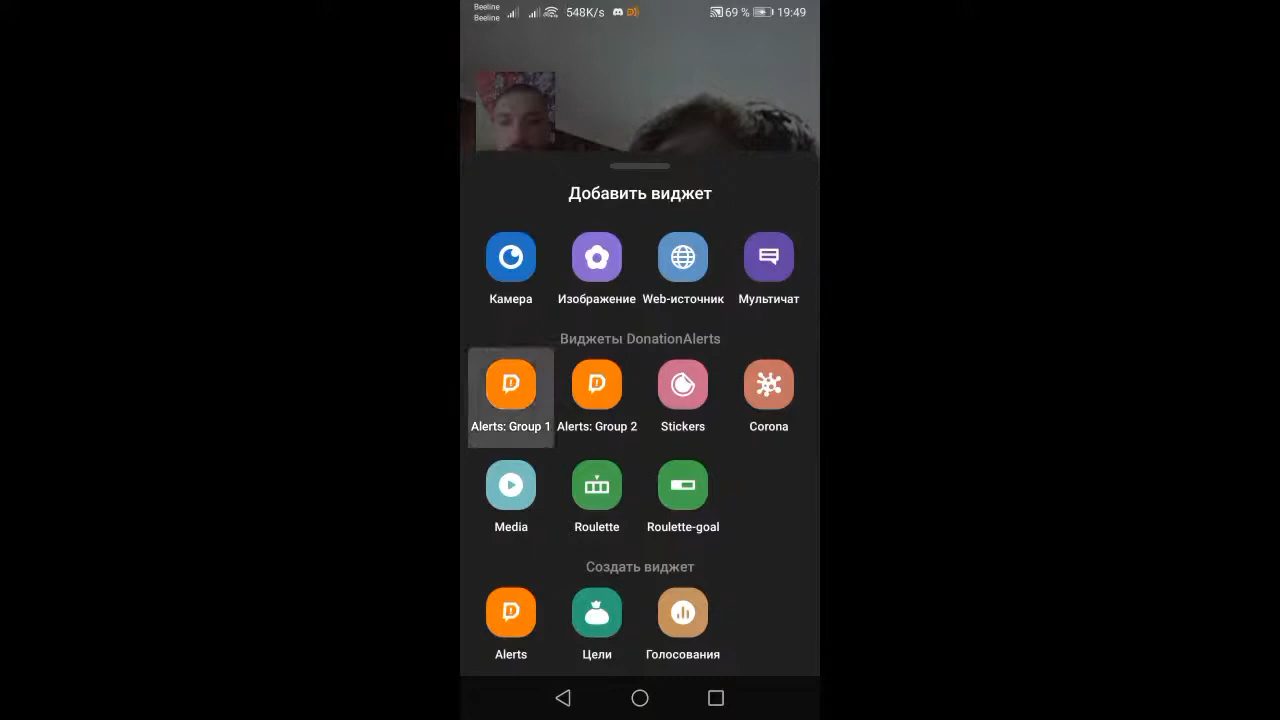 Beeline
Beeline
548K/s
69 %
19:49
Добавить виджет
Камера
Изображение
Web-источник
Мультичат
Виджеты DonationAlerts
Alerts: Group 1
Alerts: Group 2
Stickers
Corona
Media
Roulette
Roulette-goal
Создать виджет
Alerts
Цели
Голосования